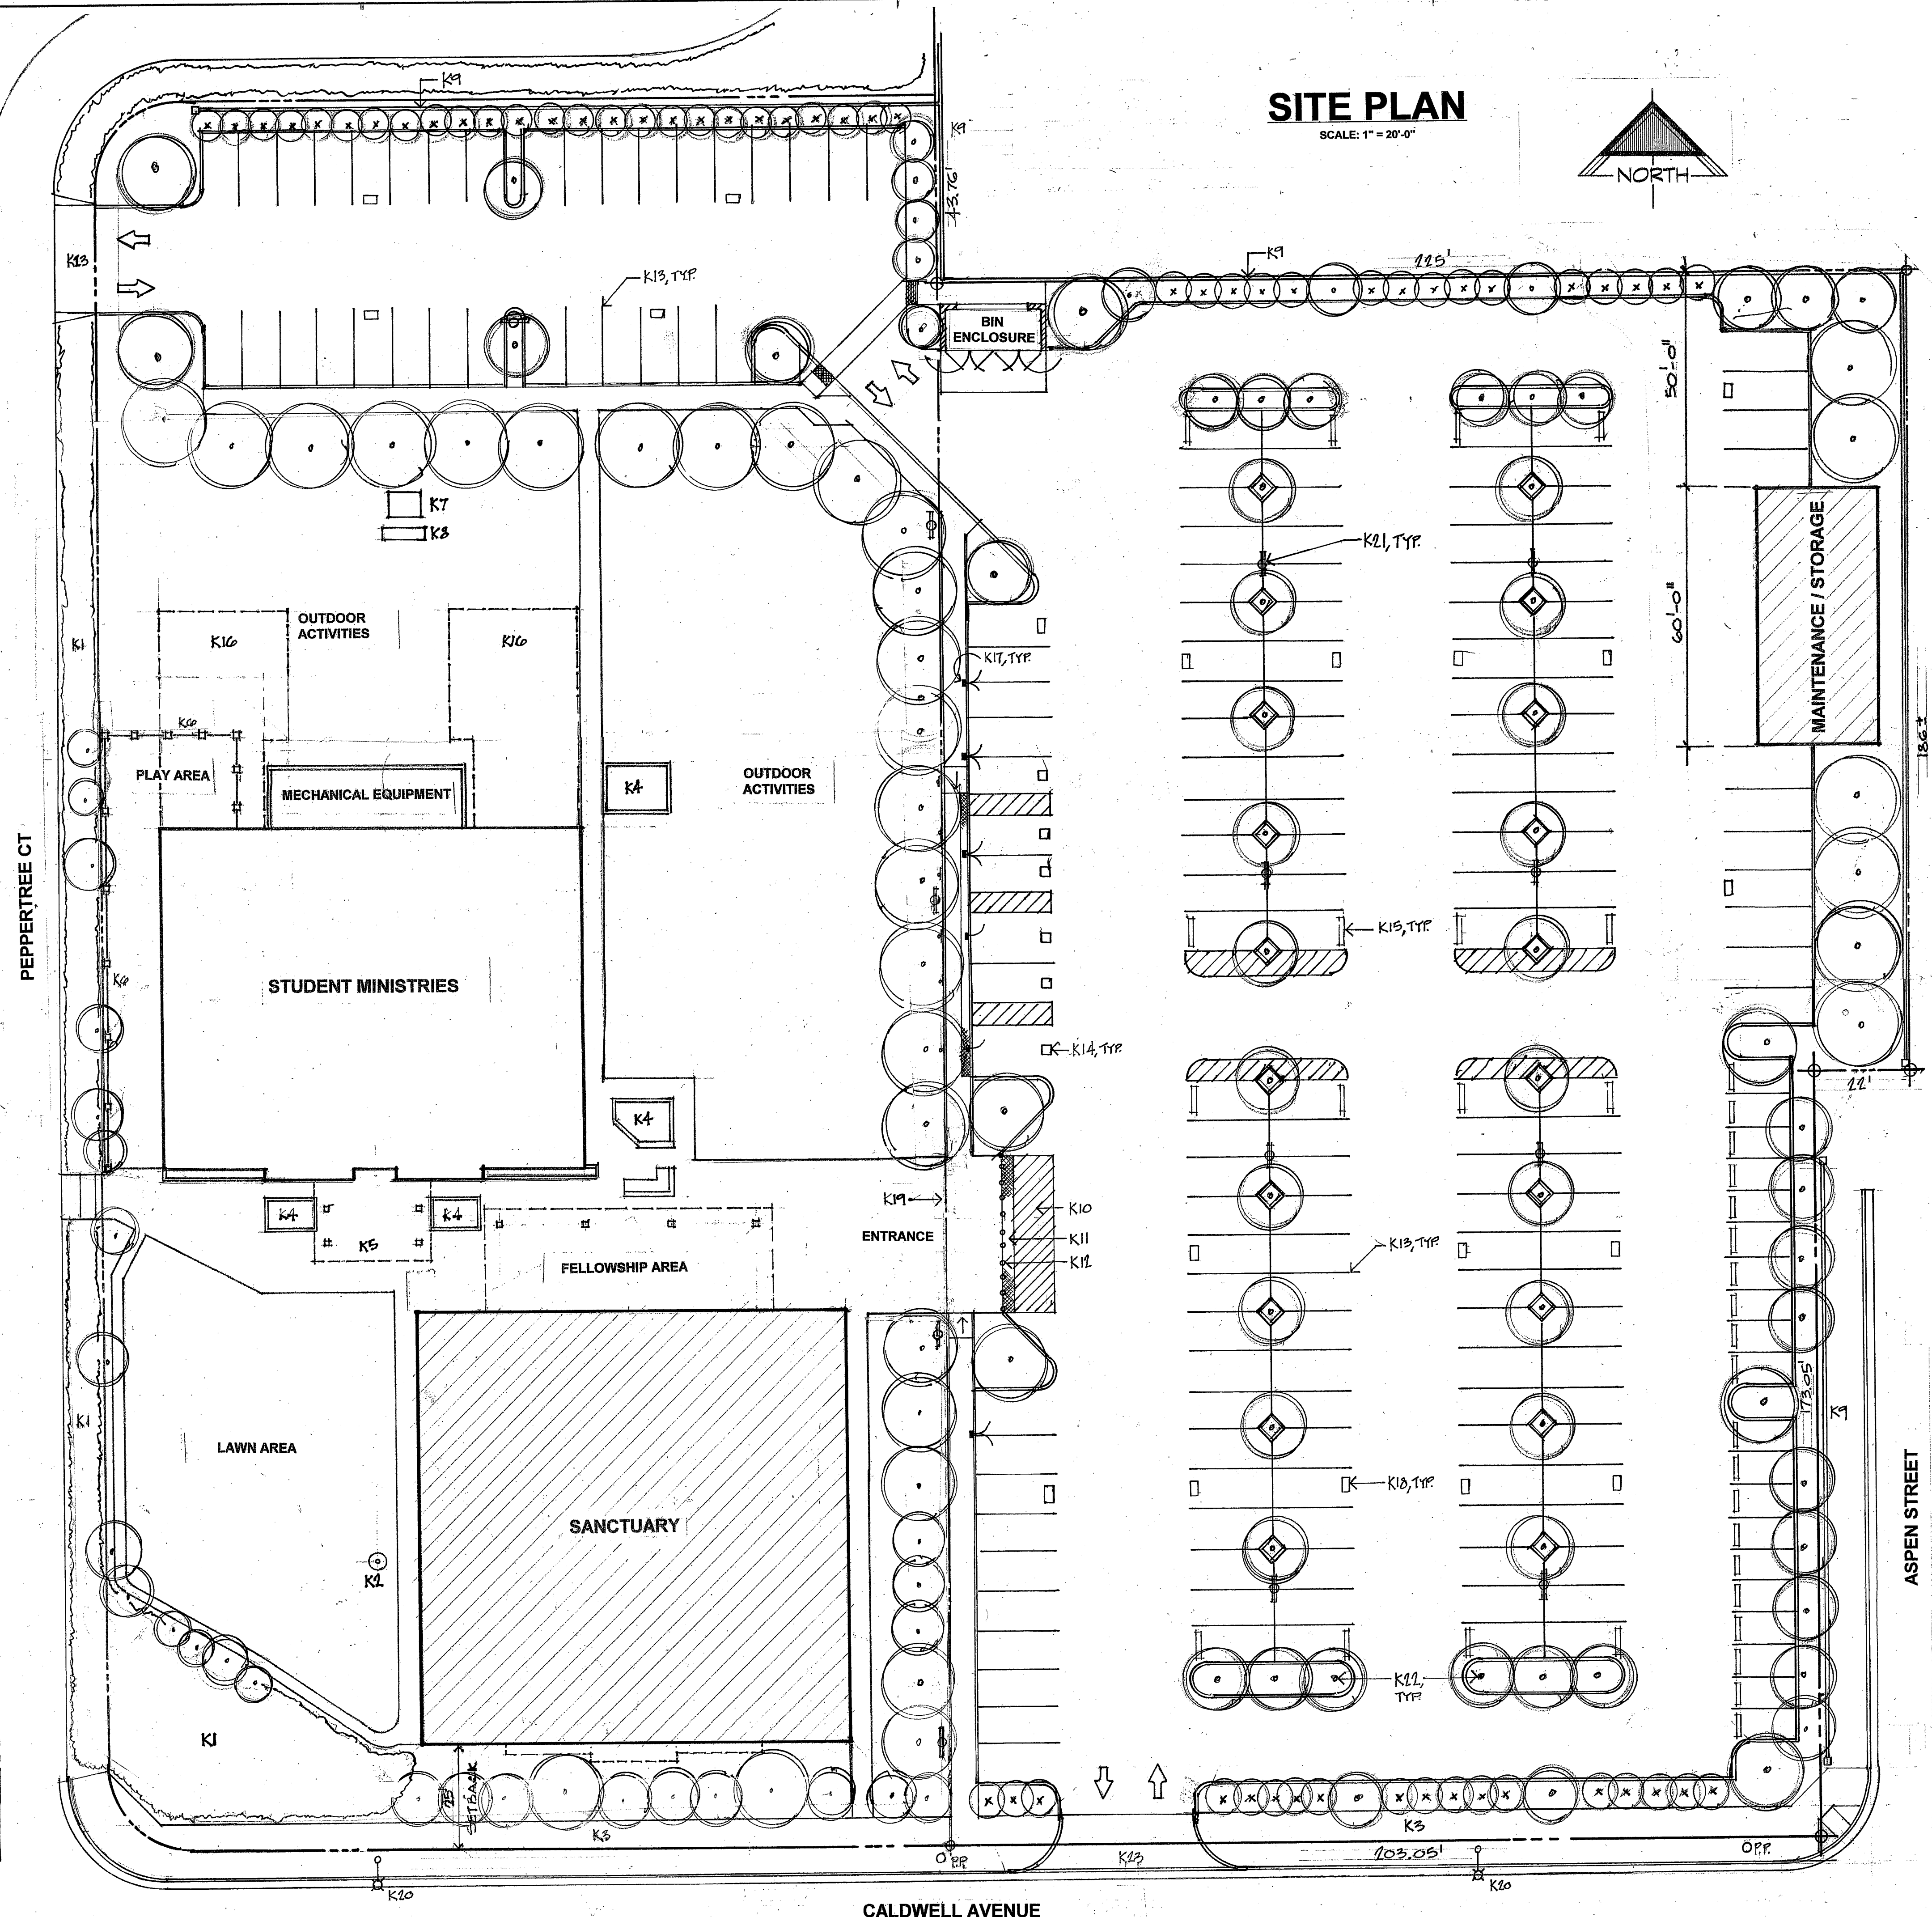 SITE PLAN
SCALE: 1" = 20'-0"
NORTH
K9
K9
43.76'
K9
225'
K23
K13, TYP.
BIN
ENCLOSURE
50'-0"
K7
K8
K21, TYP.
MAINTENANCE / STORAGE
60'-0"
OUTDOOR
ACTIVITIES
K16
K16
K1
K17, TYP.
K6
PLAY AREA
MECHANICAL EQUIPMENT
K4
OUTDOOR
ACTIVITIES
186'±
PEPPERTREE CT
K15, TYP.
K6
STUDENT MINISTRIES
K14, TYP.
22'
K4
K19
K10
K4
K4
K5
ENTRANCE
K11
K13, TYP.
FELLOWSHIP AREA
K12
173.05'
K9
K1
LAWN AREA
K18, TYP.
ASPEN STREET
SANCTUARY
K2
K22,
TYP.
K1
25'
SETBACK
K3
K3
P.P.
K23
203.05'
P.P.
K20
K20
CALDWELL AVENUE